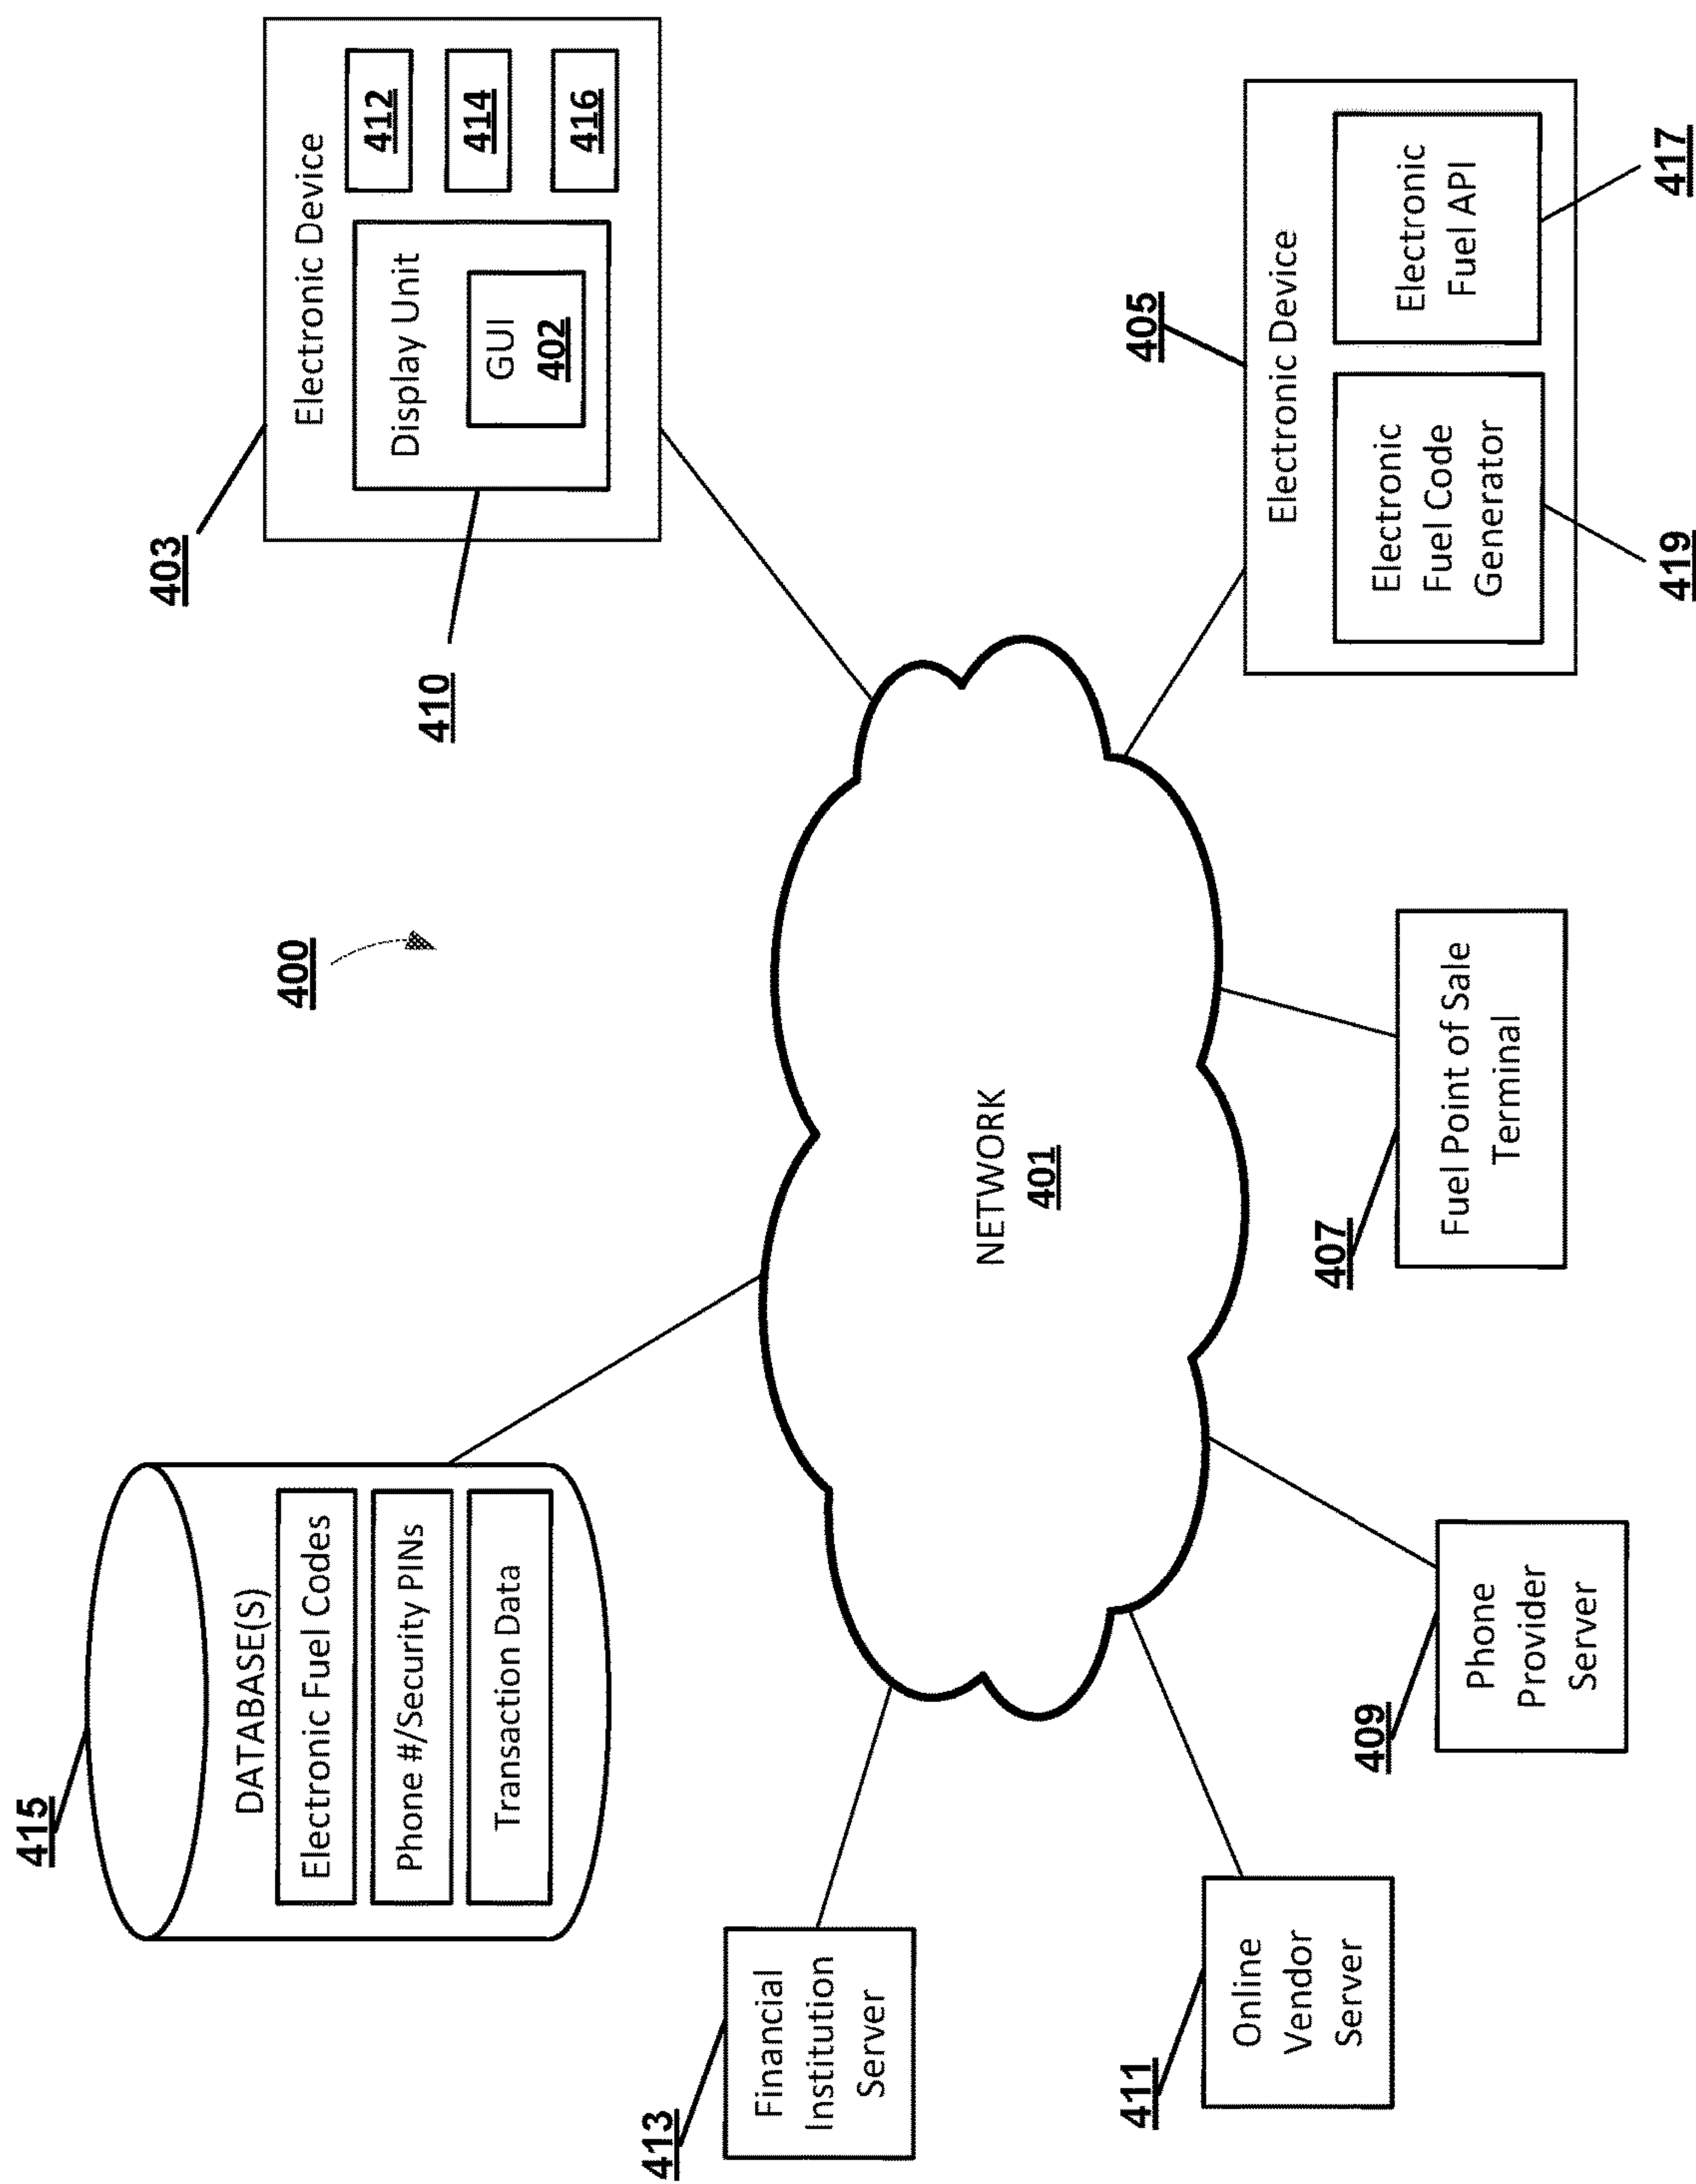 400
415
DATABASE(S)
Electronic Fuel Codes
Phone #/Security PINs
Transaction Data
403
Electronic Device
410
Display Unit
GUI
402
412
414
416
413
Financial
Institution
Server
NETWORK
401
405
Electronic Device
Electronic
Fuel Code
Generator
419
Electronic
Fuel API
417
411
Online
Vendor
Server
409
Phone
Provider
Server
407
Fuel Point of Sale
Terminal